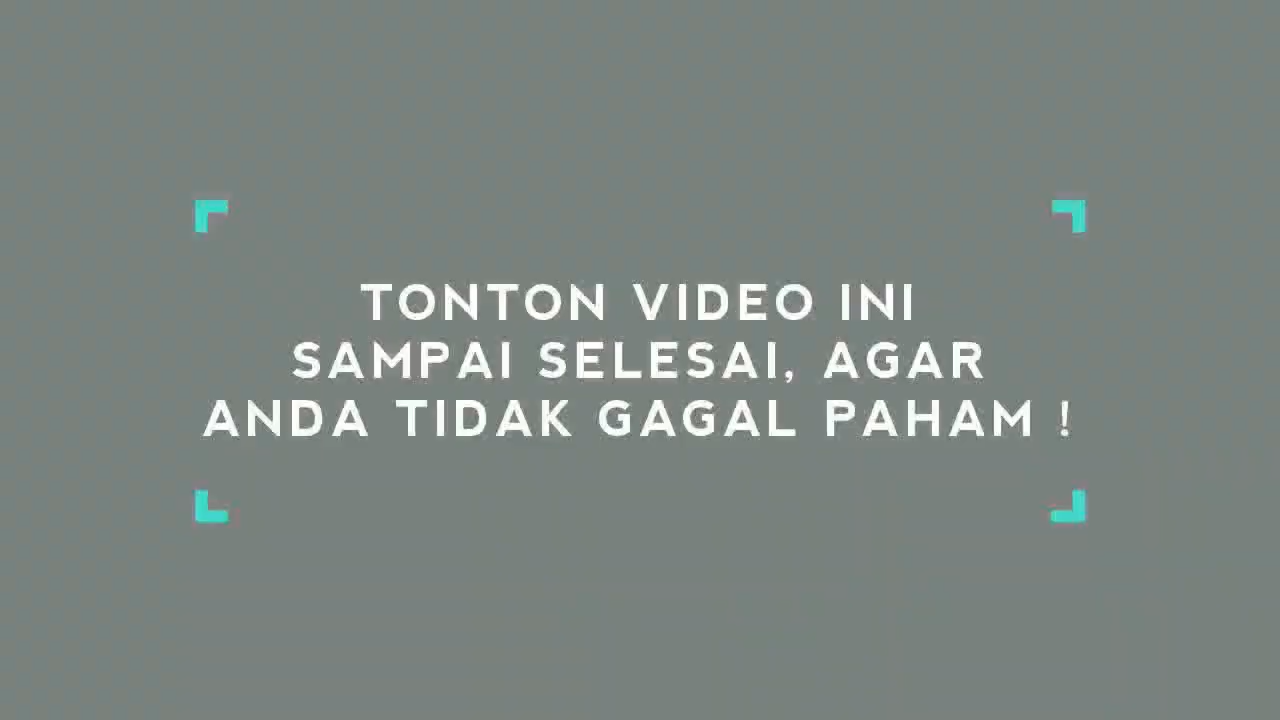 TONTON VIDEO INI
SAMPAI SELESAI, AGAR
ANDA TIDAK GAGAL PAHAM !